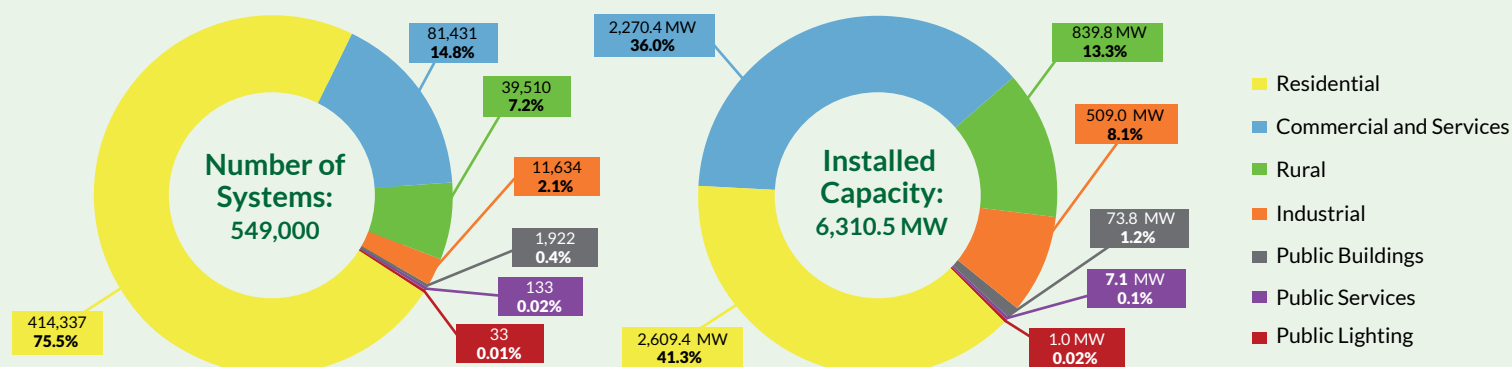 81,431
14.8%
39,510
7.2%
11,634
2.1%
1,922
0.4%
133
0.02%
33
0.01%
414,337
75.5%
Number of
Systems:
549,000
2,270.4 MW
36.0%
839.8 MW
13.3%
509.0 MW
8.1%
73.8 MW
1.2%
7.1 MW
0.1%
1.0 MW
0.02%
2,609.4 MW
41.3%
Installed
Capacity:
6,310.5 MW
Residential
Commercial and Services
Rural
Industrial
Public Buildings
Public Services
Public Lighting